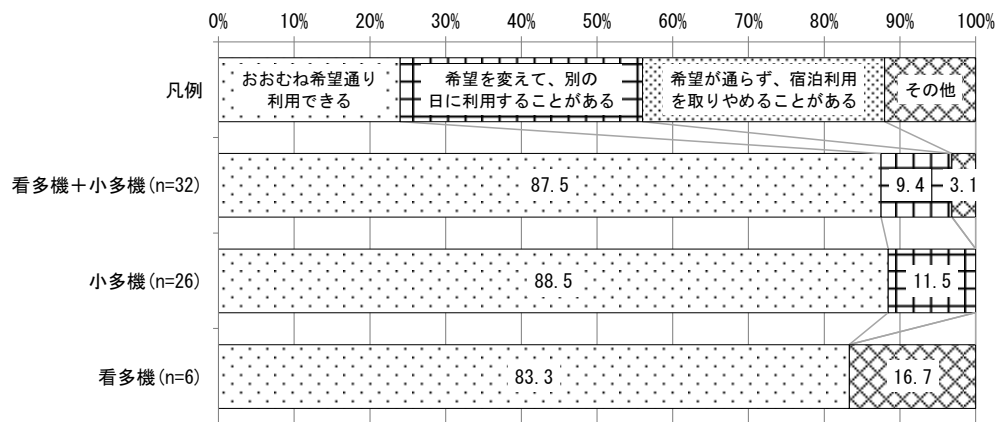 0% 10% 20% 30% 40% 50% 60% 70% 80% 90% 100%
凡例
おおむね希望通り
利用できる
希望を変えて、別の
日に利用することがある
希望が通らず、宿泊利用
を取りやめることがある
その他
看多機＋小多機(n=32) 87.5 9.4 3.1
小多機(n=26) 88.5 11.5
看多機(n=6) 83.3 16.7